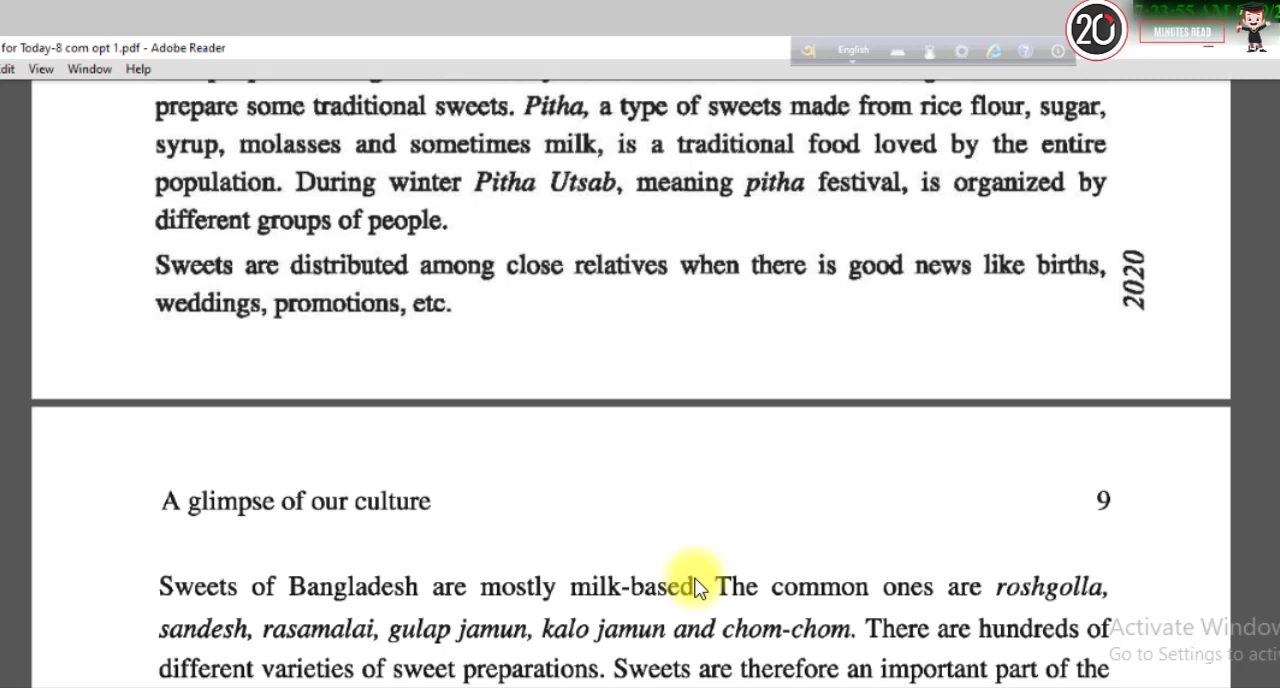 7:23:55 AM
20
MINUTES READ
for Today-8 com opt 1.pdf - Adobe Reader
English
dit View Window Help
prepare some traditional sweets. Pitha, a type of sweets made from rice flour, sugar,
syrup, molasses and sometimes milk, is a traditional food loved by the entire
population. During winter Pitha Utsab, meaning pitha festival, is organized by
different groups of people.
Sweets are distributed among close relatives when there is good news like births,
weddings, promotions, etc.
2020
A glimpse of our culture 9
Sweets of Bangladesh are mostly milk-based. The common ones are roshgolla,
sandesh, rasamalai, gulap jamun, kalo jamun and chom-chom. There are hundreds of
different varieties of sweet preparations. Sweets are therefore an important part of the
Activate Window
Go to Settings to acti